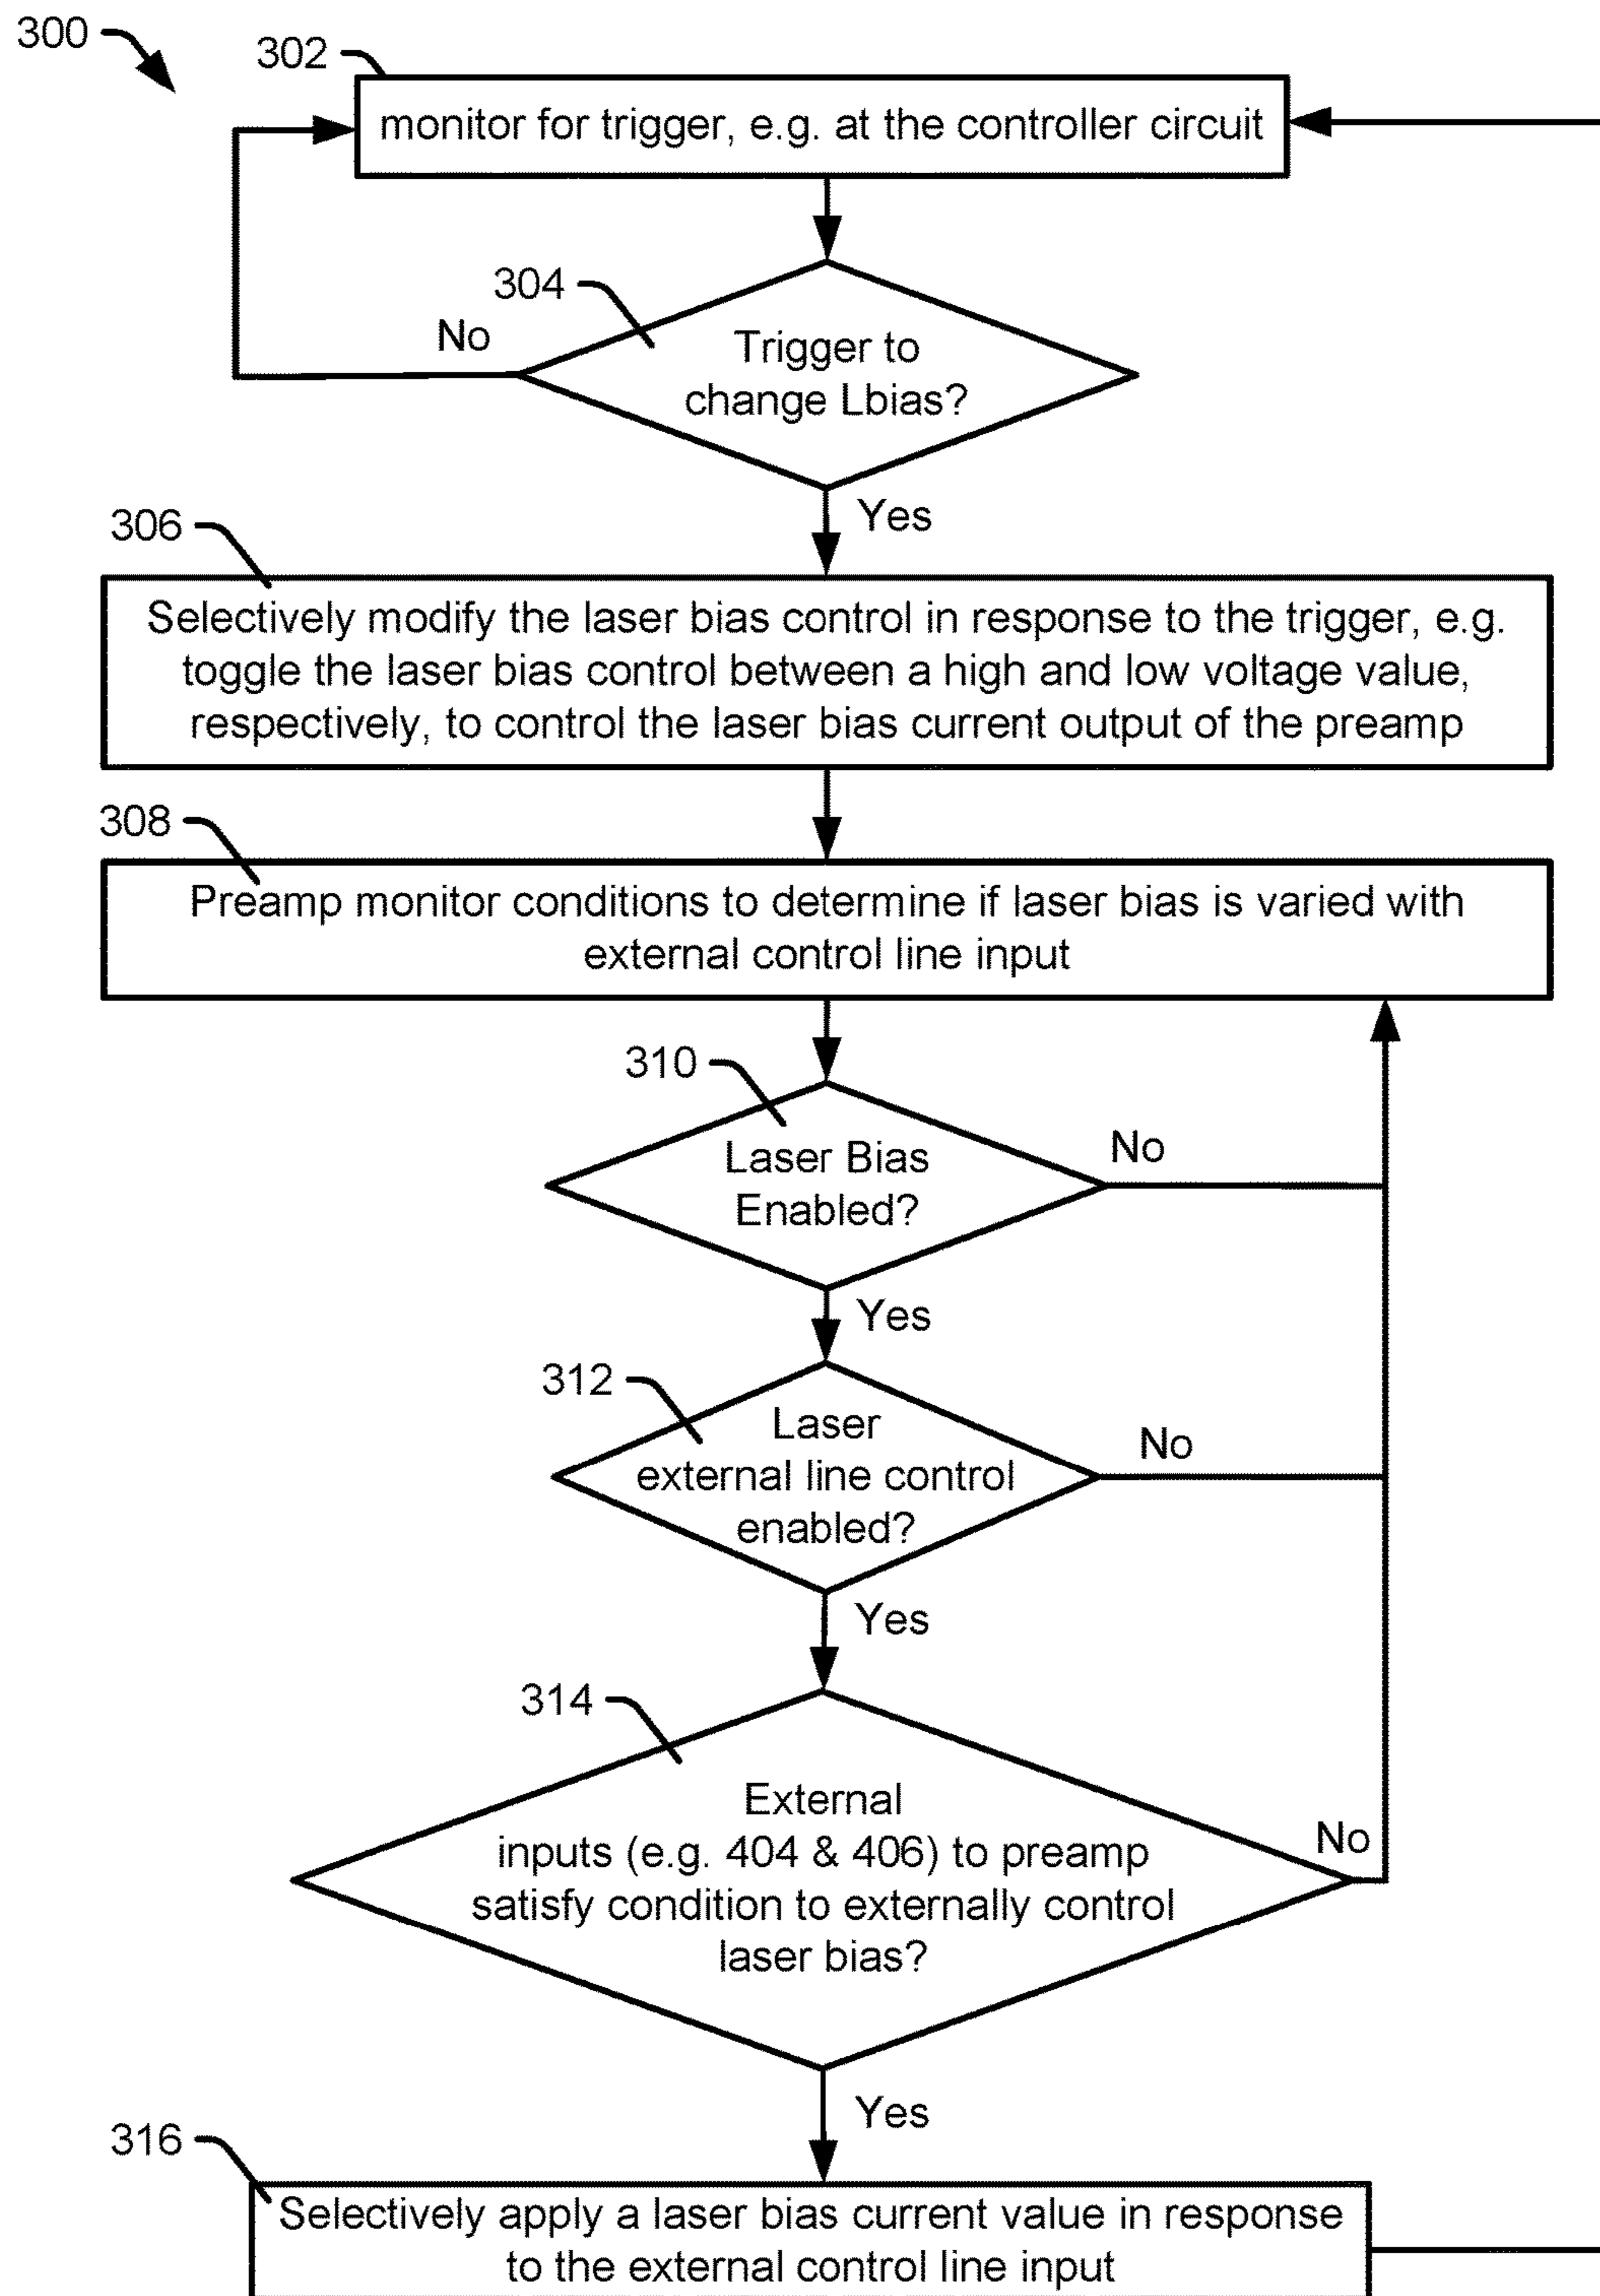 300
302
monitor for trigger, e.g. at the controller circuit
304
No
Trigger to
change Lbias?
Yes
306
Selectively modify the laser bias control in response to the trigger, e.g.
toggle the laser bias control between a high and low voltage value,
respectively, to control the laser bias current output of the preamp
308
Preamp monitor conditions to determine if laser bias is varied with
external control line input
310
No
Laser Bias
Enabled?
Yes
312
Laser
external line control
enabled?
No
Yes
314
External
inputs (e.g. 404 & 406) to preamp
satisfy condition to externally control
laser bias?
No
Yes
316
Selectively apply a laser bias current value in response
to the external control line input